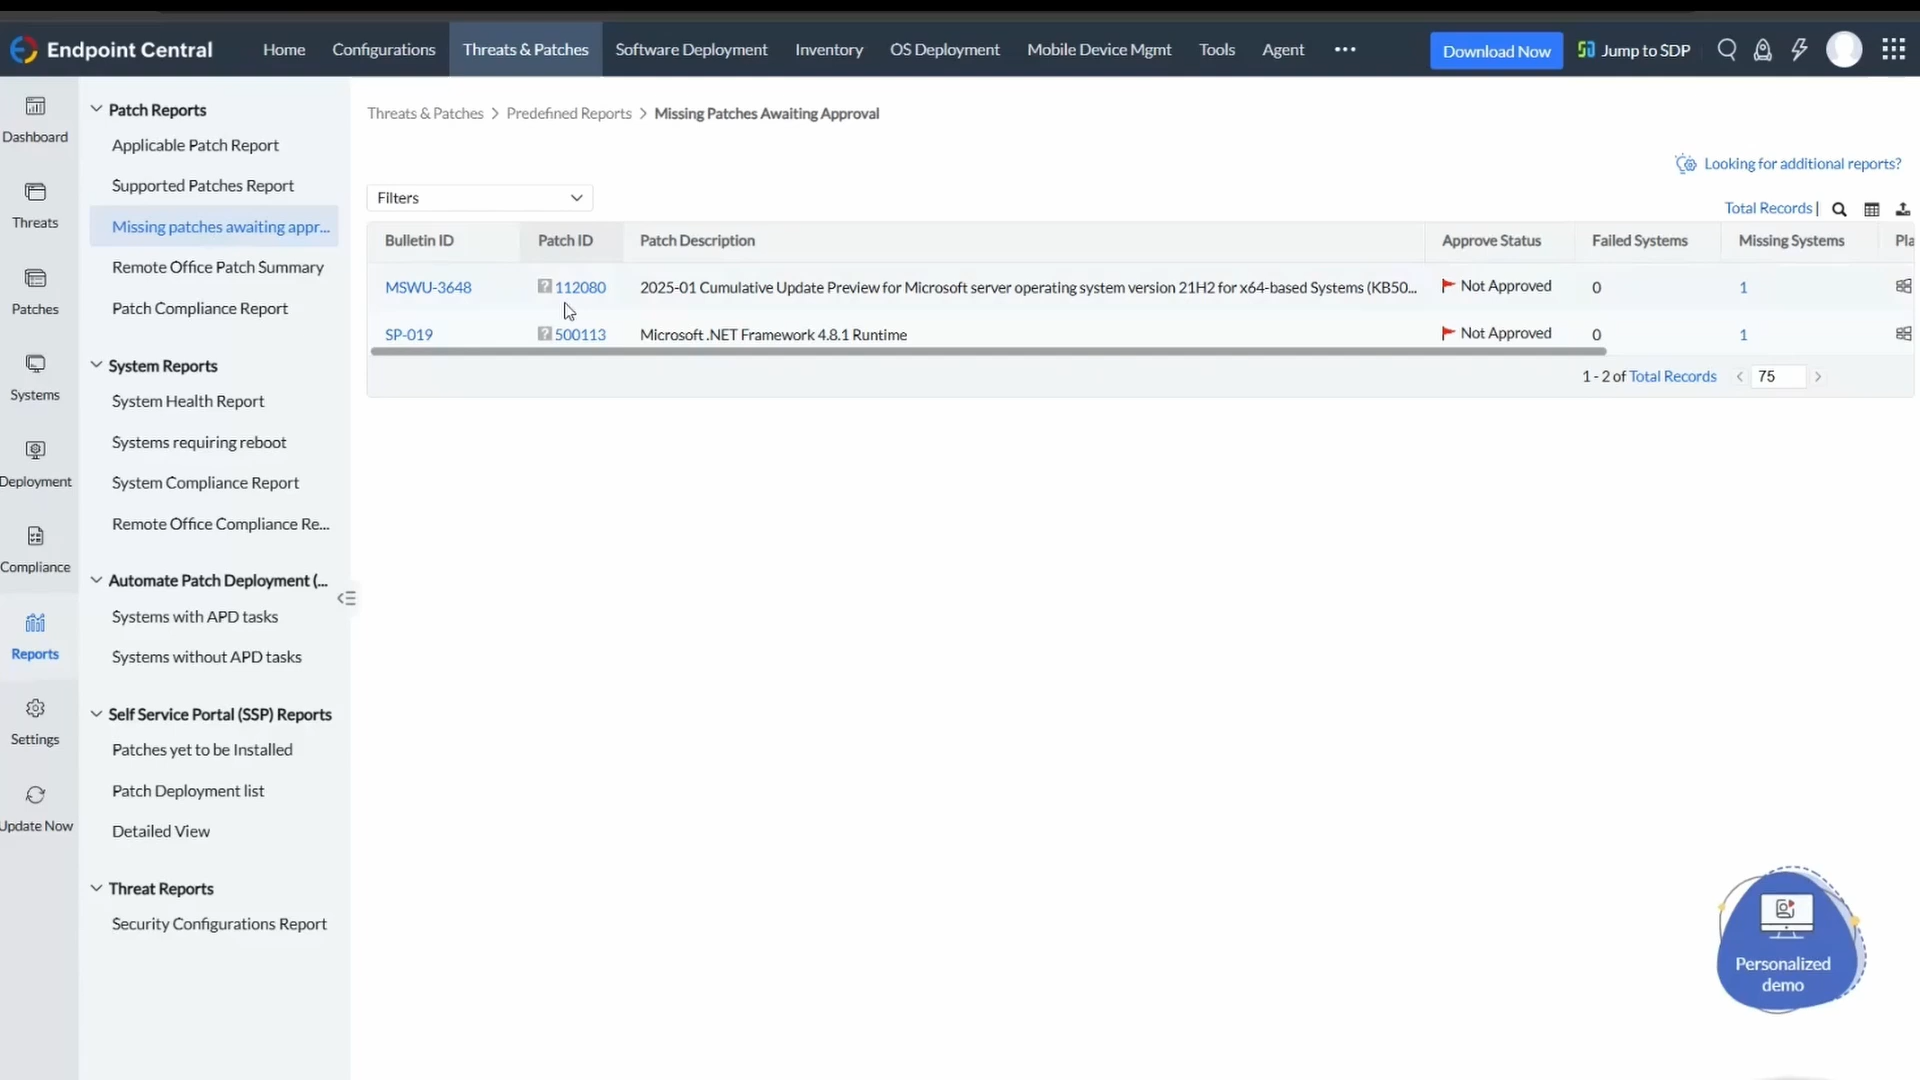 Endpoint Central Home Configurations Threats & Patches Software Deployment Inventory OS Deployment Mobile Device Mgmt Tools Agent ••• Download Now Jump to SDP
Dashboard
Threats
Patches
Systems
Deployment
Compliance
Reports
Settings
Update Now
Patch Reports
Applicable Patch Report
Supported Patches Report
Missing patches awaiting appr...
Remote Office Patch Summary
Patch Compliance Report
System Reports
System Health Report
Systems requiring reboot
System Compliance Report
Remote Office Compliance Re...
Automate Patch Deployment (...
Systems with APD tasks
Systems without APD tasks
Self Service Portal (SSP) Reports
Patches yet to be Installed
Patch Deployment list
Detailed View
Threat Reports
Security Configurations Report
Threats & Patches > Predefined Reports > Missing Patches Awaiting Approval
Looking for additional reports?
Filters
Total Records |
Bulletin ID Patch ID Patch Description Approve Status Failed Systems Missing Systems Pla
MSWU-3648 ? 112080 2025-01 Cumulative Update Preview for Microsoft server operating system version 21H2 for x64-based Systems (KB50... Not Approved 0 1
SP-019 ? 500113 Microsoft .NET Framework 4.8.1 Runtime Not Approved 0 1
1 - 2 of Total Records < 75 >
Personalized
demo